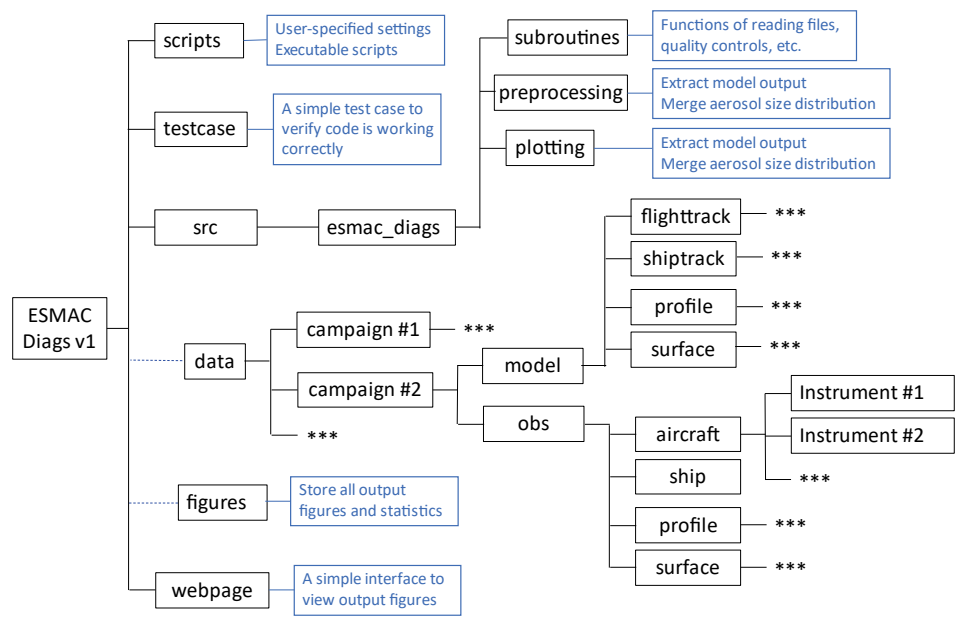 ESMAC
Diags v1
scripts
User-specified settings
Executable scripts
testcase
A simple test case to
verify code is working
correctly
src
esmac_diags
subroutines
Functions of reading files,
quality controls, etc.
preprocessing
Extract model output
Merge aerosol size distribution
plotting
Extract model output
Merge aerosol size distribution
data
campaign #1
***
campaign #2
model
flighttrack
***
shiptrack
***
profile
***
surface
***
obs
aircraft
Instrument #1
Instrument #2
***
ship
profile
***
surface
***
***
figures
Store all output
figures and statistics
webpage
A simple interface to
view output figures